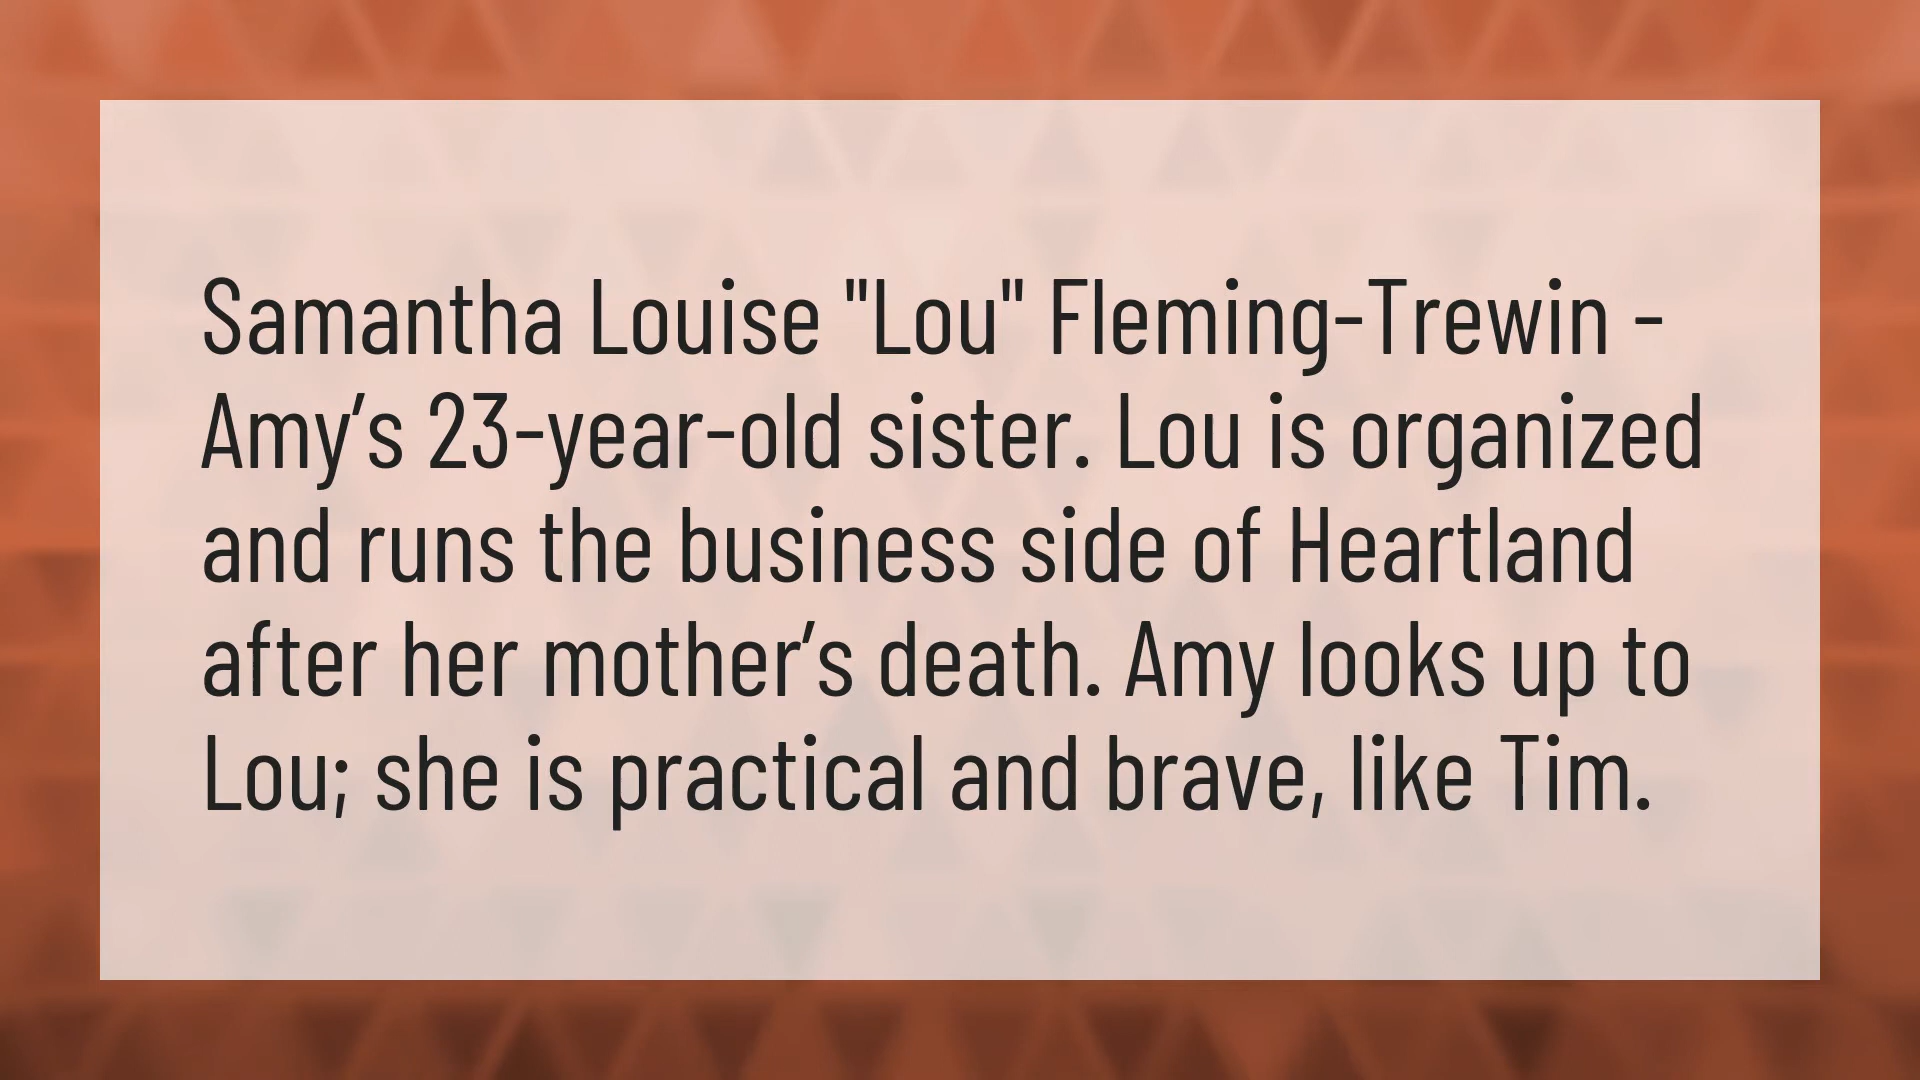 Samantha Louise "Lou" Fleming-Trewin -
Amy’s 23-year-old sister. Lou is organized
and runs the business side of Heartland
after her mother’s death. Amy looks up to
Lou; she is practical and brave, like Tim.